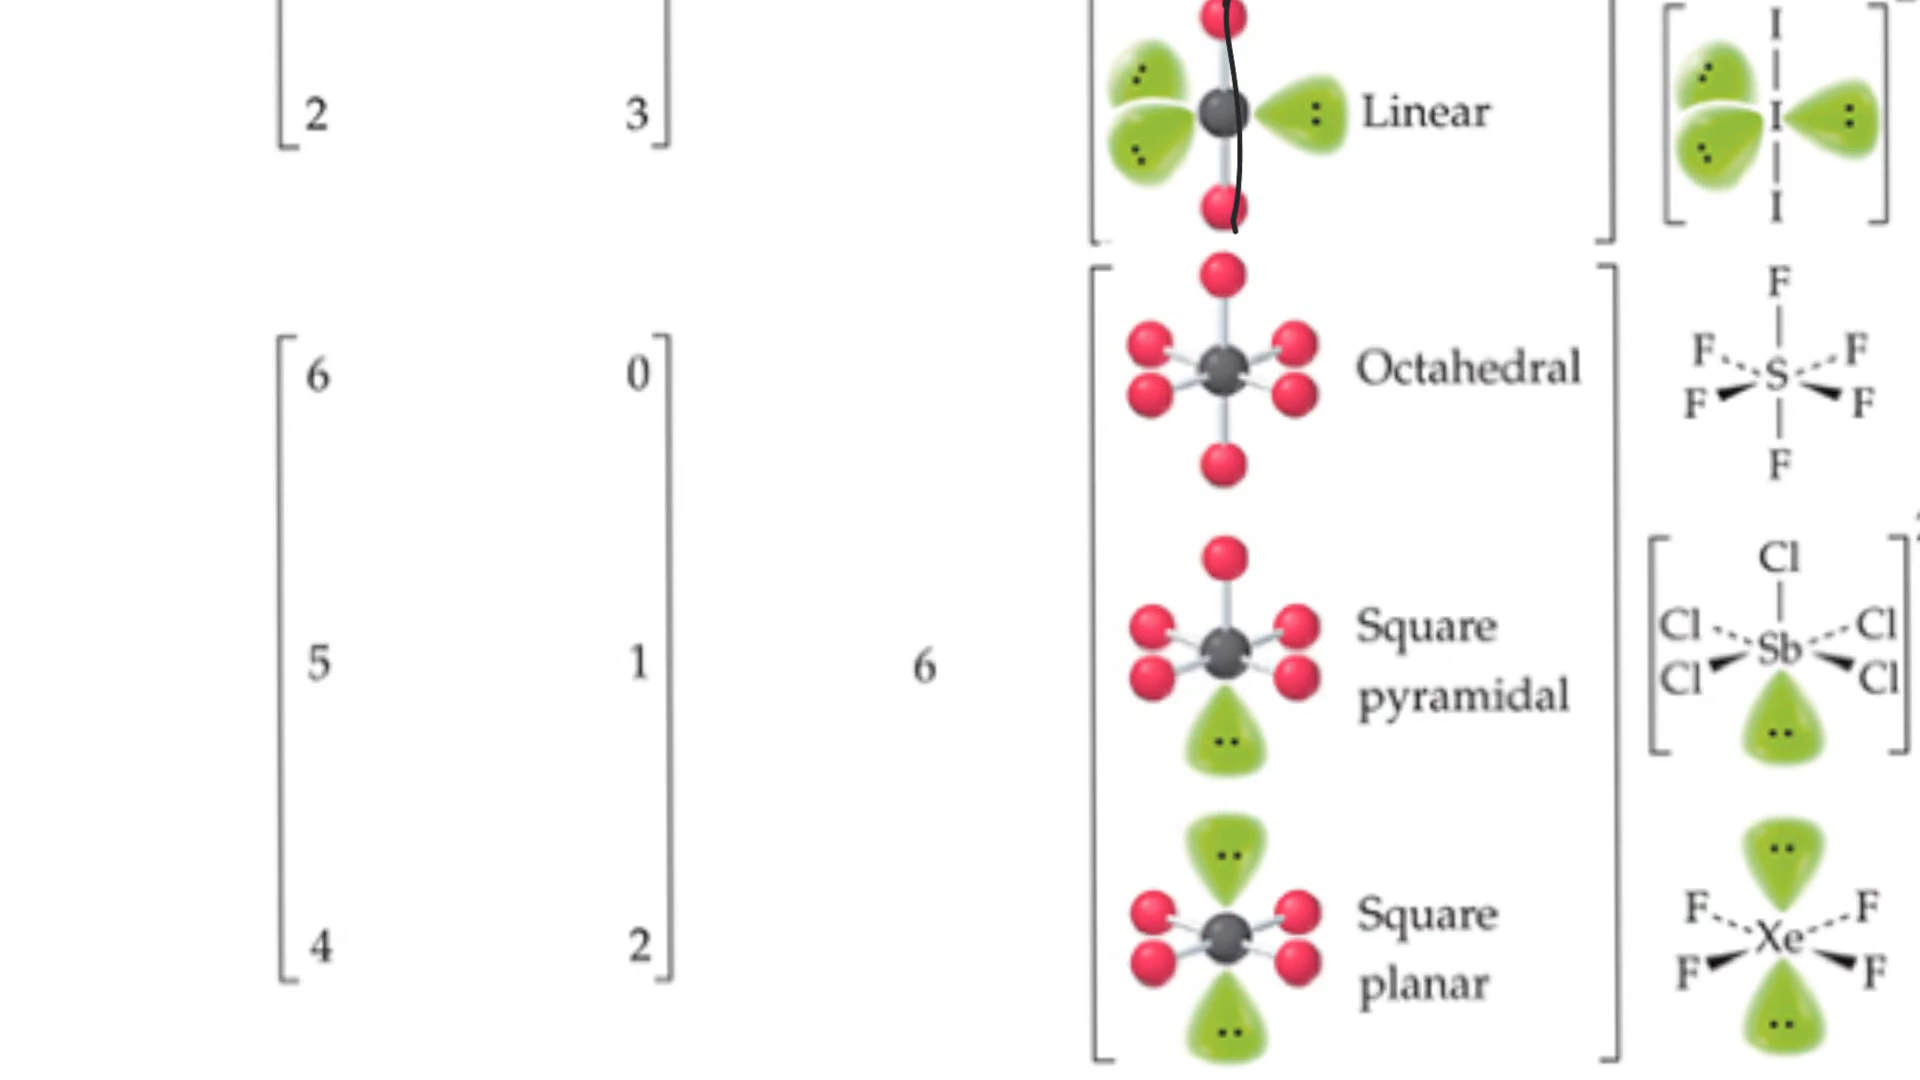 I
2 3 Linear I
I
F
6 0 Octahedral F F
S
F F
F
Cl
5 1 6 Square Cl Cl
Sb
pyramidal Cl Cl
4 2 Square F F
Xe
planar F F